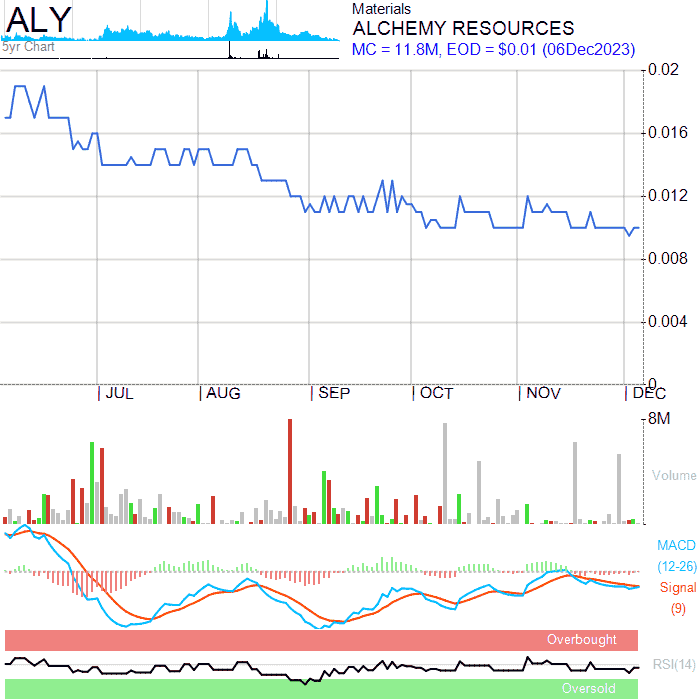 ALY
5yr Chart
Materials
ALCHEMY RESOURCES
MC = 11.8M, EOD = $0.01 (06Dec2023)
0.02
0.016
0.012
0.008
0.004
0
JUL
AUG
SEP
OCT
NOV
DEC
8M
Volume
MACD
(12-26)
Signal
(9)
Overbought
RSI(14)
Oversold